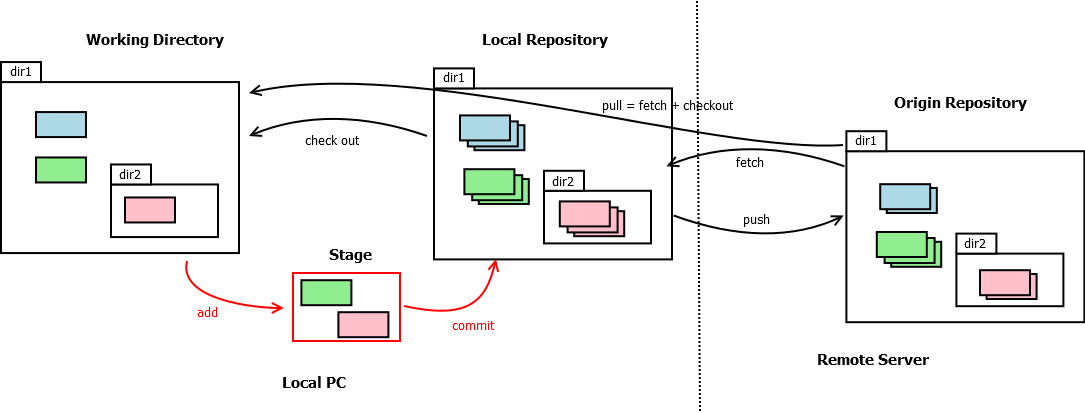 Working Directory
dir1
dir2
check out
Local Repository
dir1
dir2
pull = fetch + checkout
fetch
push
Origin Repository
dir1
dir2
Stage
add
commit
Local PC
Remote Server